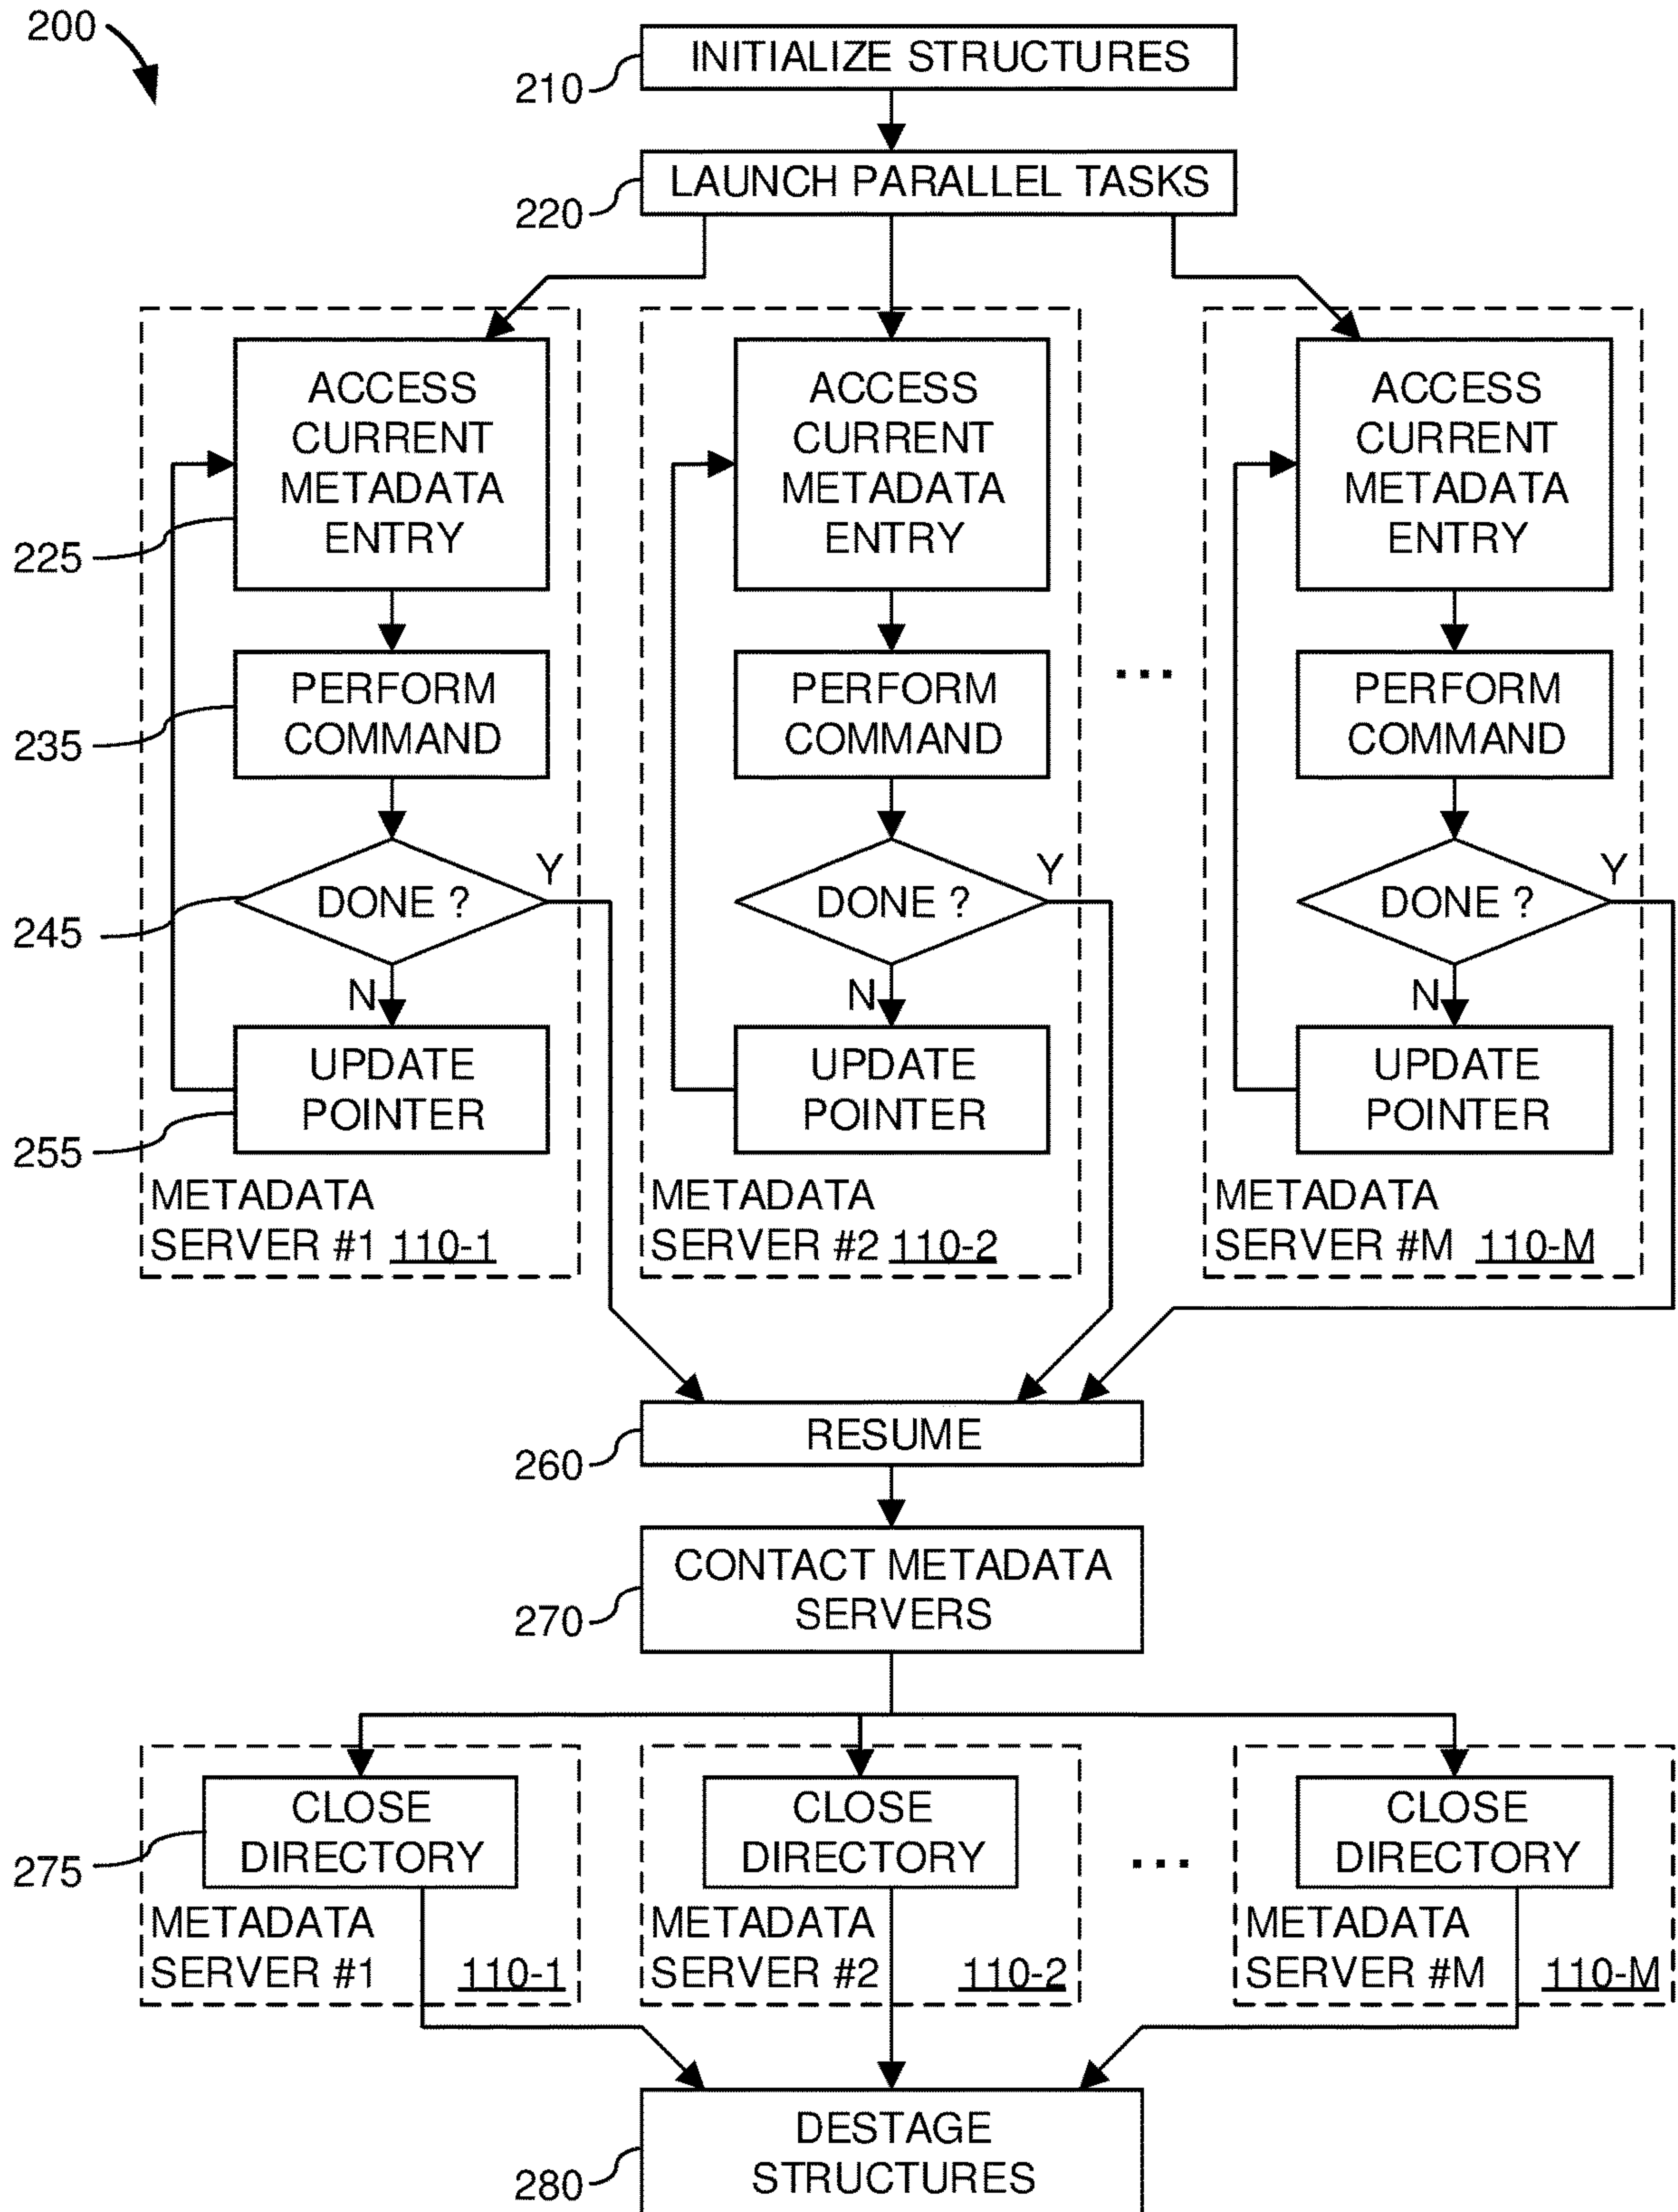 200
INITIALIZE STRUCTURES
210
LAUNCH PARALLEL TASKS
220
ACCESS
CURRENT
METADATA
ENTRY
225
PERFORM
COMMAND
235
DONE ?
Y
245
N
UPDATE
POINTER
255
METADATA
SERVER #1 110-1
ACCESS
CURRENT
METADATA
ENTRY
PERFORM
COMMAND
DONE ?
Y
N
UPDATE
POINTER
METADATA
SERVER #2 110-2
...
ACCESS
CURRENT
METADATA
ENTRY
PERFORM
COMMAND
DONE ?
Y
N
UPDATE
POINTER
METADATA
SERVER #M 110-M
RESUME
260
CONTACT METADATA
SERVERS
270
CLOSE
DIRECTORY
275
METADATA
SERVER #1 110-1
CLOSE
DIRECTORY
METADATA
SERVER #2 110-2
...
CLOSE
DIRECTORY
METADATA
SERVER #M 110-M
DESTAGE
STRUCTURES
280